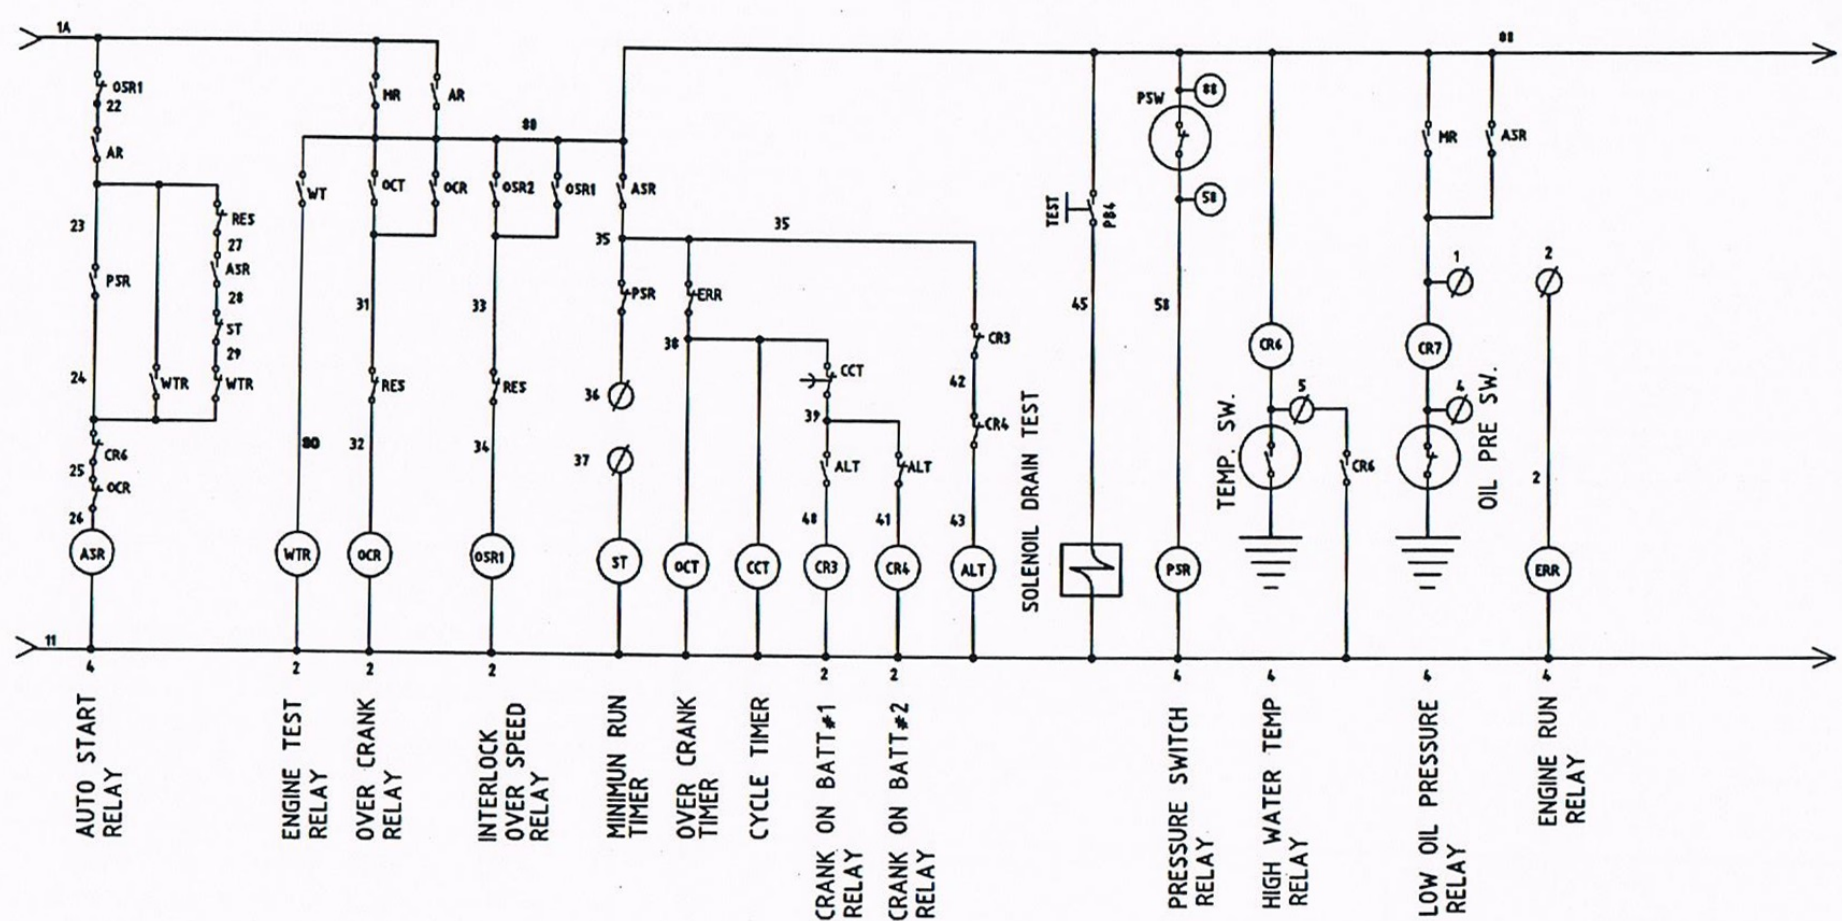 1A
88
OSR1
22
AR
MR
AR
88
PSW
88
58
MR
ASR
WT
OCT
OCR
OSR2
OSR1
ASR
TEST
PB4
23
RES
27
ASR
28
ST
29
WTR
PSR
WTR
24
35
35
PSR
ERR
31
33
45
58
1
2
38
CR3
CR6
CR7
CCT
42
RES
RES
36
39
CR4
5
4
TEMP. SW.
OIL PRE SW.
CR6
25
OCR
26
80
32
34
37
ALT
ALT
CR6
2
40
41
43
SOLENOIL DRAIN TEST
ASR
WTR
OCR
OSR1
ST
OCT
CCT
CR3
CR4
ALT
PSR
ERR
11
4
2
2
2
2
2
4
4
4
4
AUTO START
RELAY
ENGINE TEST
RELAY
OVER CRANK
RELAY
INTERLOCK
OVER SPEED
RELAY
MINIMUN RUN
TIMER
OVER CRANK
TIMER
CYCLE TIMER
CRANK ON BATT#1
RELAY
CRANK ON BATT#2
RELAY
PRESSURE SWITCH
RELAY
HIGH WATER TEMP
RELAY
LOW OIL PRESSURE
RELAY
ENGINE RUN
RELAY